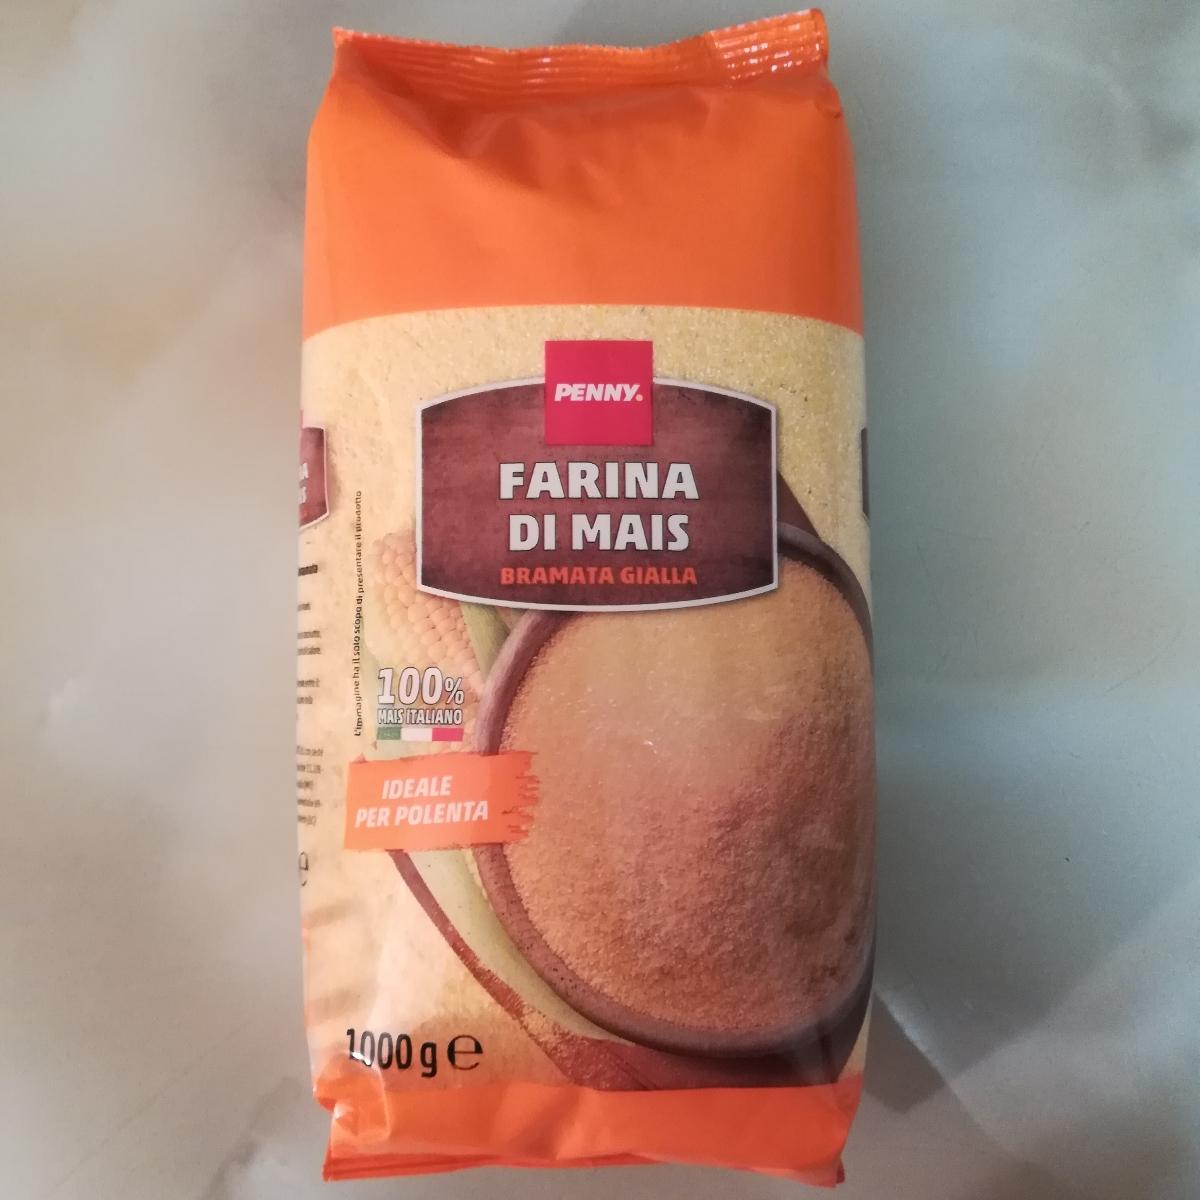 PENNY.
FARINA
DI MAIS
BRAMATA GIALLA
L'immagine ha il solo scopo di presentare il prodotto
100%
MAIS ITALIANO
IDEALE
PER POLENTA
1000 g ℮